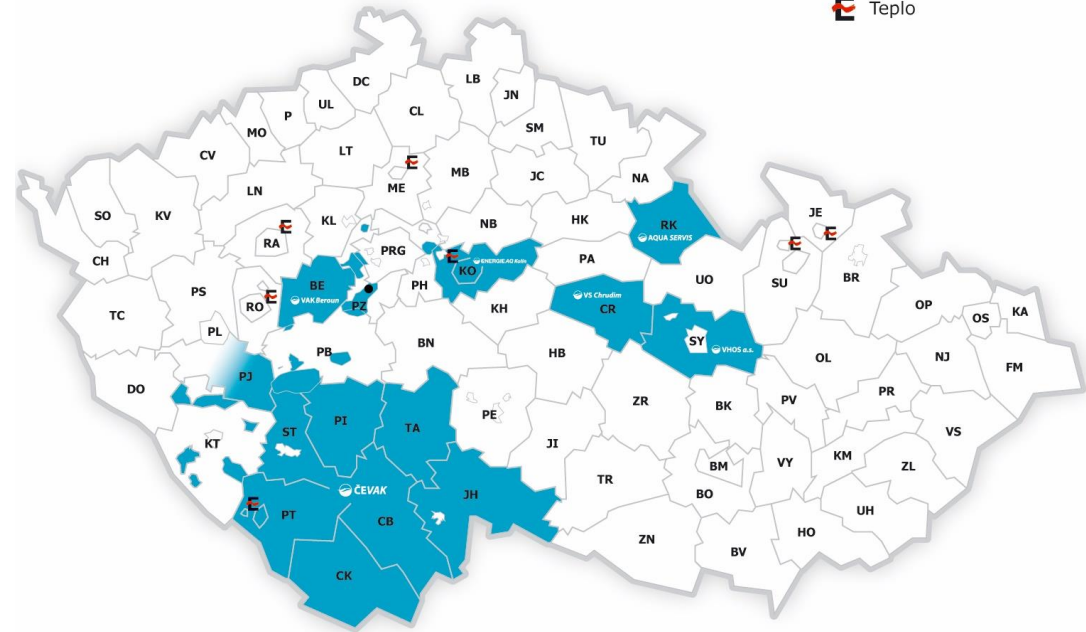 Teplo
DC
LB
JN
UL
CL
P
MO
SM
TU
CV
LT
MB
JC
NA
LN
ME
JE
SO
KV
KL
NB
HK
RK
AQUA SERVIS
RA
PRG
CH
ENERGIE AG Kolín
KO
PA
UO
SU
BR
PS
BE
PH
OP
VAK Beroun
VS Chrudim
RO
PZ
KH
CR
OS
KA
TC
PL
SY
BN
PB
VHOS a.s.
HB
OL
NJ
FM
PJ
DO
PR
ZR
PV
BK
PE
PI
TA
VS
ST
KT
JI
KM
VY
BM
ZL
TR
ČEVAK
JH
BO
UH
PT
CB
HO
ZN
BV
CK